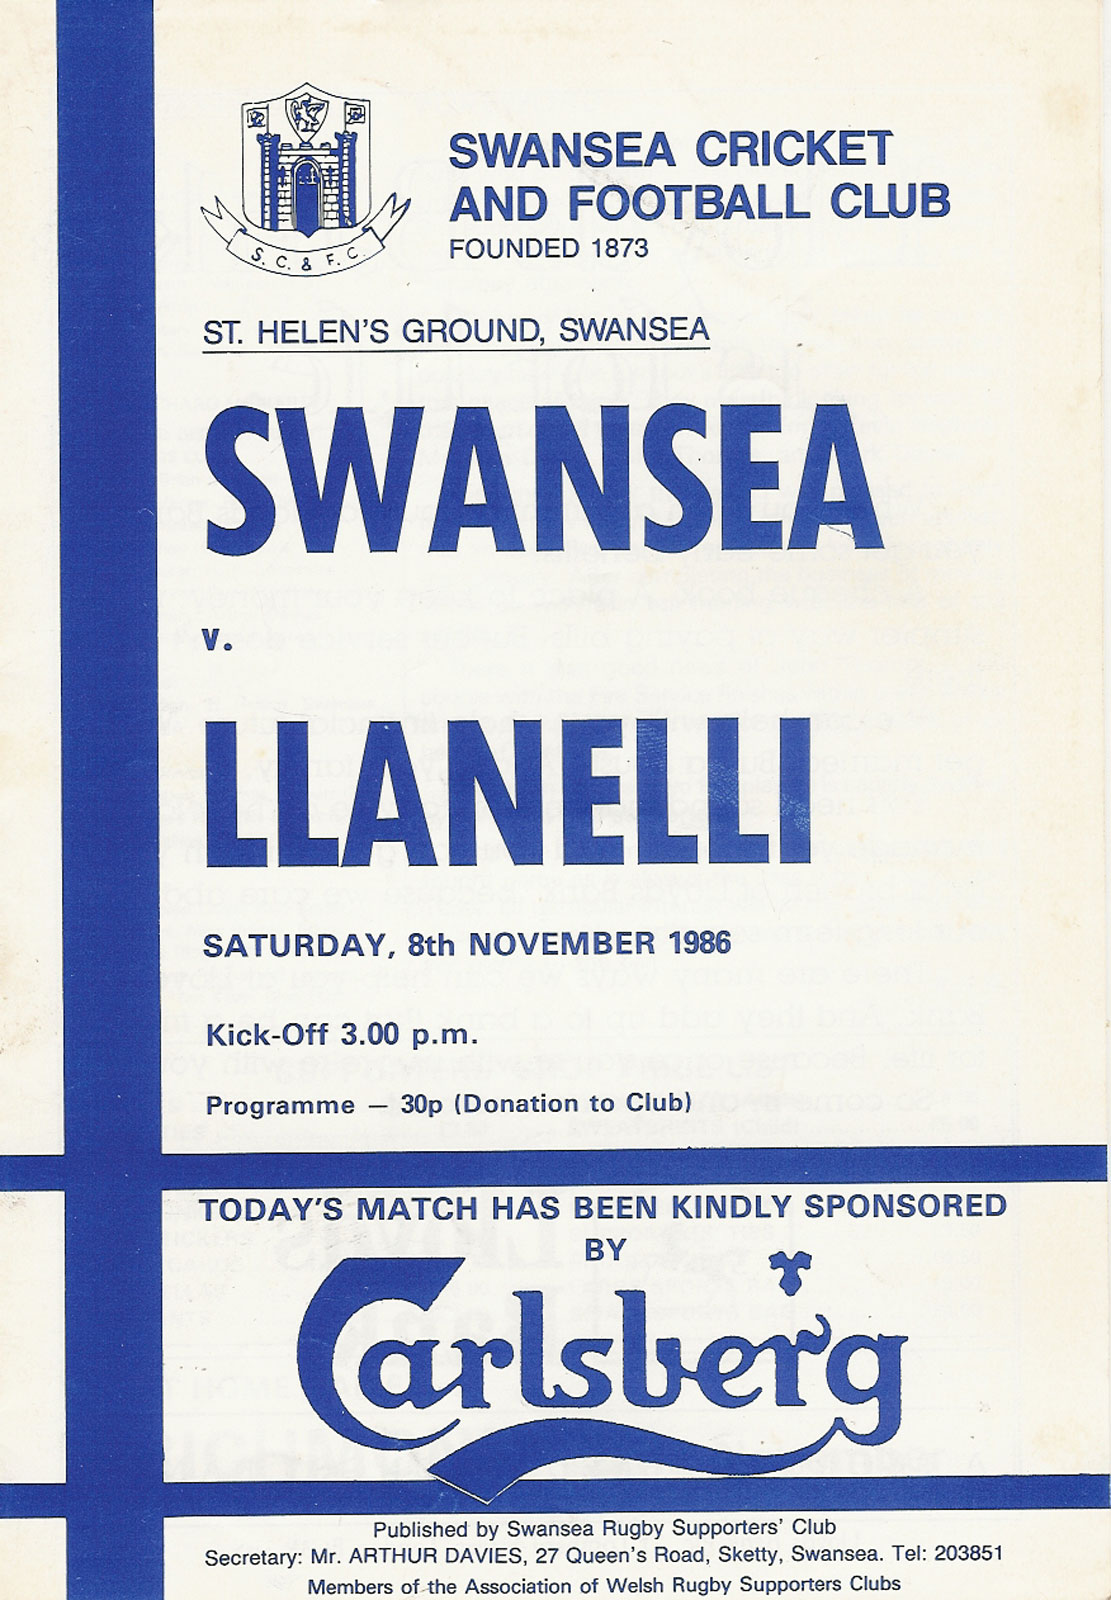 SWANSEA CRICKET
AND FOOTBALL CLUB
FOUNDED 1873
S. C. & F. C.
ST. HELEN'S GROUND, SWANSEA
SWANSEA
v.
LLANELLI
SATURDAY, 8th NOVEMBER 1986
Kick-Off 3.00 p.m.
Programme — 30p (Donation to Club)
TODAY'S MATCH HAS BEEN KINDLY SPONSORED
BY
Carlsberg
Published by Swansea Rugby Supporters' Club
Secretary: Mr. ARTHUR DAVIES, 27 Queen's Road, Sketty, Swansea. Tel: 203851
Members of the Association of Welsh Rugby Supporters Clubs